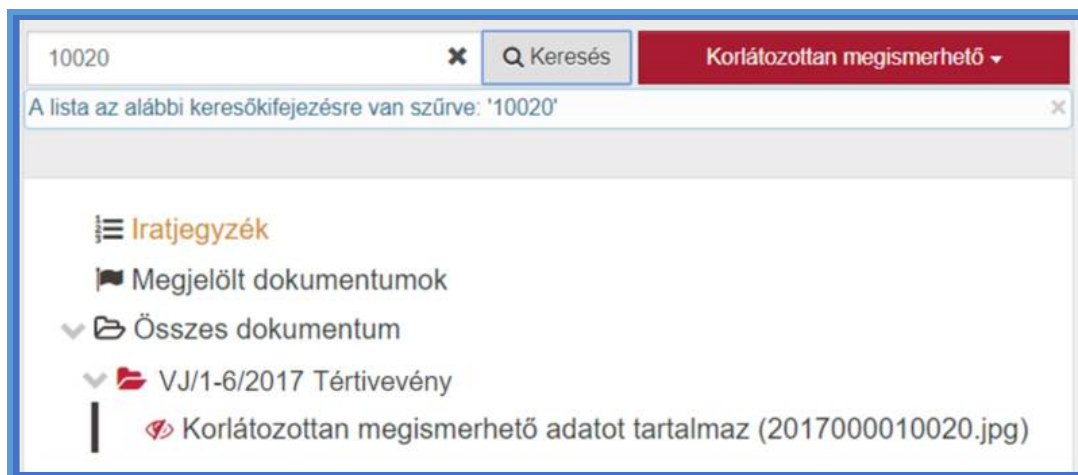 10020 Keresés Korlátozottan megismerhető
A lista az alábbi keresőkifejezésre van szűrve: '10020'
Iratjegyzék
Megjelölt dokumentumok
Összes dokumentum
VJ/1-6/2017 Tértivevény
Korlátozottan megismerhető adatot tartalmaz (2017000010020.jpg)